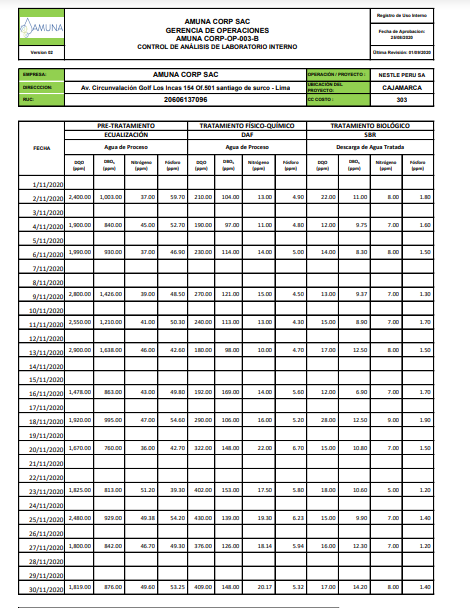 AMUNA
Version 02
AMUNA CORP SAC
GERENCIA DE OPERACIONES
AMUNA CORP-OP-003-B
CONTROL DE ANÁLISIS DE LABORATORIO INTERNO
Registro de Uso Interno
Fecha de Aprobacion:
Última Revisión: 01/09/2020
EMPRESA: AMUNA CORP SAC OPERACIÓN / PROYECTO : NESTLE PERU SA
DIRECCCION: Av. Circunvalación Golf Los Incas 154 Of.501 santiago de surco - Lima UBICACIÓN DEL PROYECTO: CAJAMARCA
RUC: 20606137096 CC COSTO : 303
FECHA PRE-TRATAMIENTO TRATAMIENTO FÍSICO-QUÍMICO TRATAMIENTO BIOLÓGICO
ECUALIZACIÓN DAF SBR
Agua de Proceso Agua de Proceso Descarga de Agua Tratada
DQO (ppm) DBO₅ (ppm) Nitrógeno (ppm) Fósforo (ppm) DQO (ppm) DBO₅ (ppm) Nitrógeno (ppm) Fósforo (ppm) DQO (ppm) DBO₅ (ppm) Nitrógeno (ppm) Fósforo (ppm)
1/11/2020
2/11/2020 2,400.00 1,003.00 37.00 59.70 210.00 104.00 13.00 4.90 22.00 11.00 8.00 1.80
3/11/2020
4/11/2020 1,900.00 840.00 45.00 52.70 190.00 97.00 11.00 4.80 12.00 9.75 7.00 1.60
5/11/2020
6/11/2020 1,990.00 930.00 37.00 46.90 230.00 114.00 14.00 5.00 14.00 8.30 8.00 1.50
7/11/2020
8/11/2020
9/11/2020 2,800.00 1,426.00 39.00 48.50 270.00 121.00 15.00 4.50 13.00 9.37 7.00 1.30
10/11/2020
11/11/2020 2,550.00 1,210.00 41.00 50.30 240.00 113.00 13.00 4.30 15.00 8.90 7.00 1.70
12/11/2020
13/11/2020 2,900.00 1,638.00 46.00 42.60 180.00 98.00 10.00 4.70 17.00 12.50 8.00 1.50
14/11/2020
15/11/2020
16/11/2020 1,478.00 863.00 43.00 49.80 192.00 169.00 14.00 5.60 12.00 6.90 7.00 1.70
17/11/2020
18/11/2020 1,920.00 995.00 47.00 54.60 290.00 106.00 16.00 5.20 28.00 12.50 9.00 1.90
19/11/2020
20/11/2020 1,670.00 760.00 36.00 42.70 322.00 148.00 22.00 6.70 15.00 10.80 7.00 1.50
21/11/2020
22/11/2020
23/11/2020 1,825.00 813.00 51.20 39.30 402.00 153.00 17.50 5.80 18.00 10.60 5.00 1.20
24/11/2020
25/11/2020 2,480.00 929.00 49.38 54.20 430.00 139.00 19.30 6.23 15.00 9.90 7.00 1.40
26/11/2020
27/11/2020 1,800.00 842.00 46.70 49.30 376.00 126.00 18.14 5.94 16.00 12.30 7.00 1.20
28/11/2020
29/11/2020
30/11/2020 1,819.00 876.00 49.60 53.25 409.00 148.00 20.17 5.32 17.00 14.20 8.00 1.40